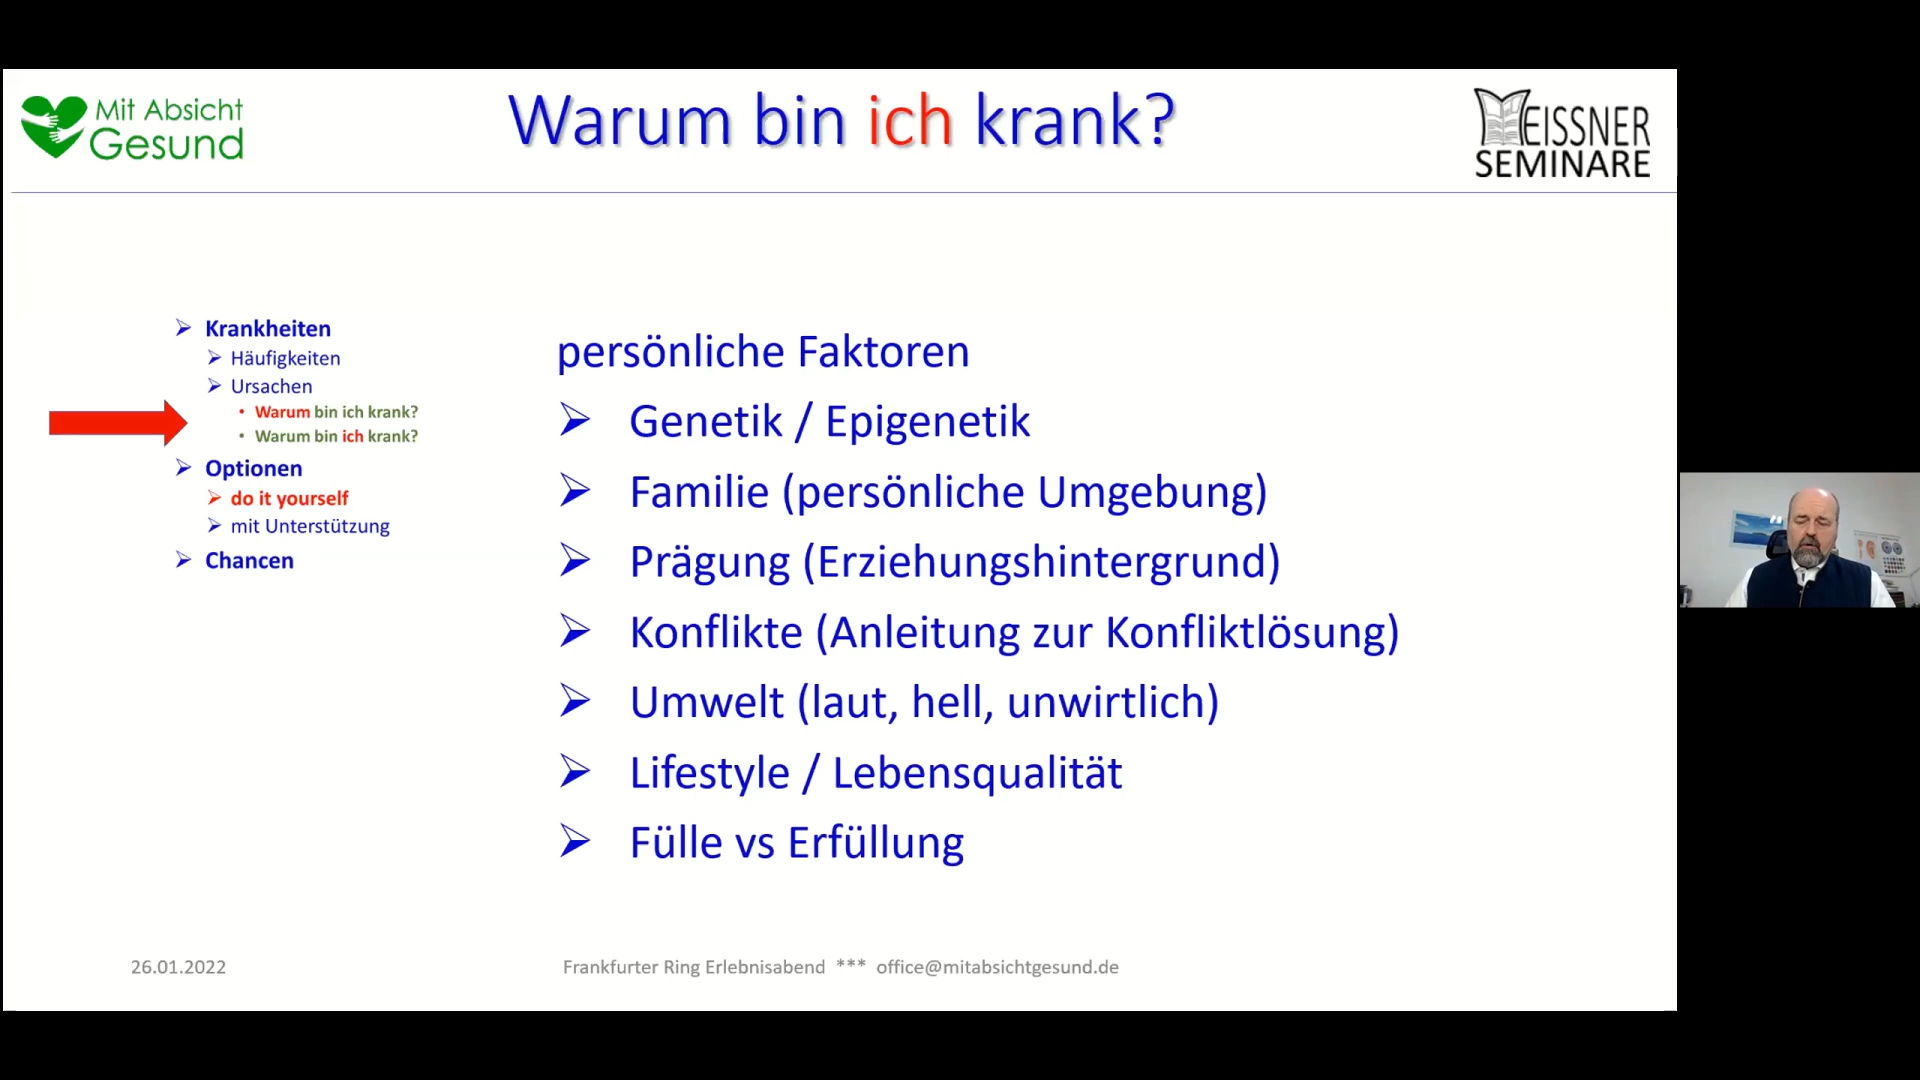 Mit Absicht
Gesund
Warum bin ich krank?
MEISSNER
SEMINARE
Krankheiten
Häufigkeiten
Ursachen
Warum bin ich krank?
Warum bin ich krank?
Optionen
do it yourself
mit Unterstützung
Chancen
persönliche Faktoren
Genetik / Epigenetik
Familie (persönliche Umgebung)
Prägung (Erziehungshintergrund)
Konflikte (Anleitung zur Konfliktlösung)
Umwelt (laut, hell, unwirtlich)
Lifestyle / Lebensqualität
Fülle vs Erfüllung
26.01.2022
Frankfurter Ring Erlebnisabend *** office@mitabsichtgesund.de